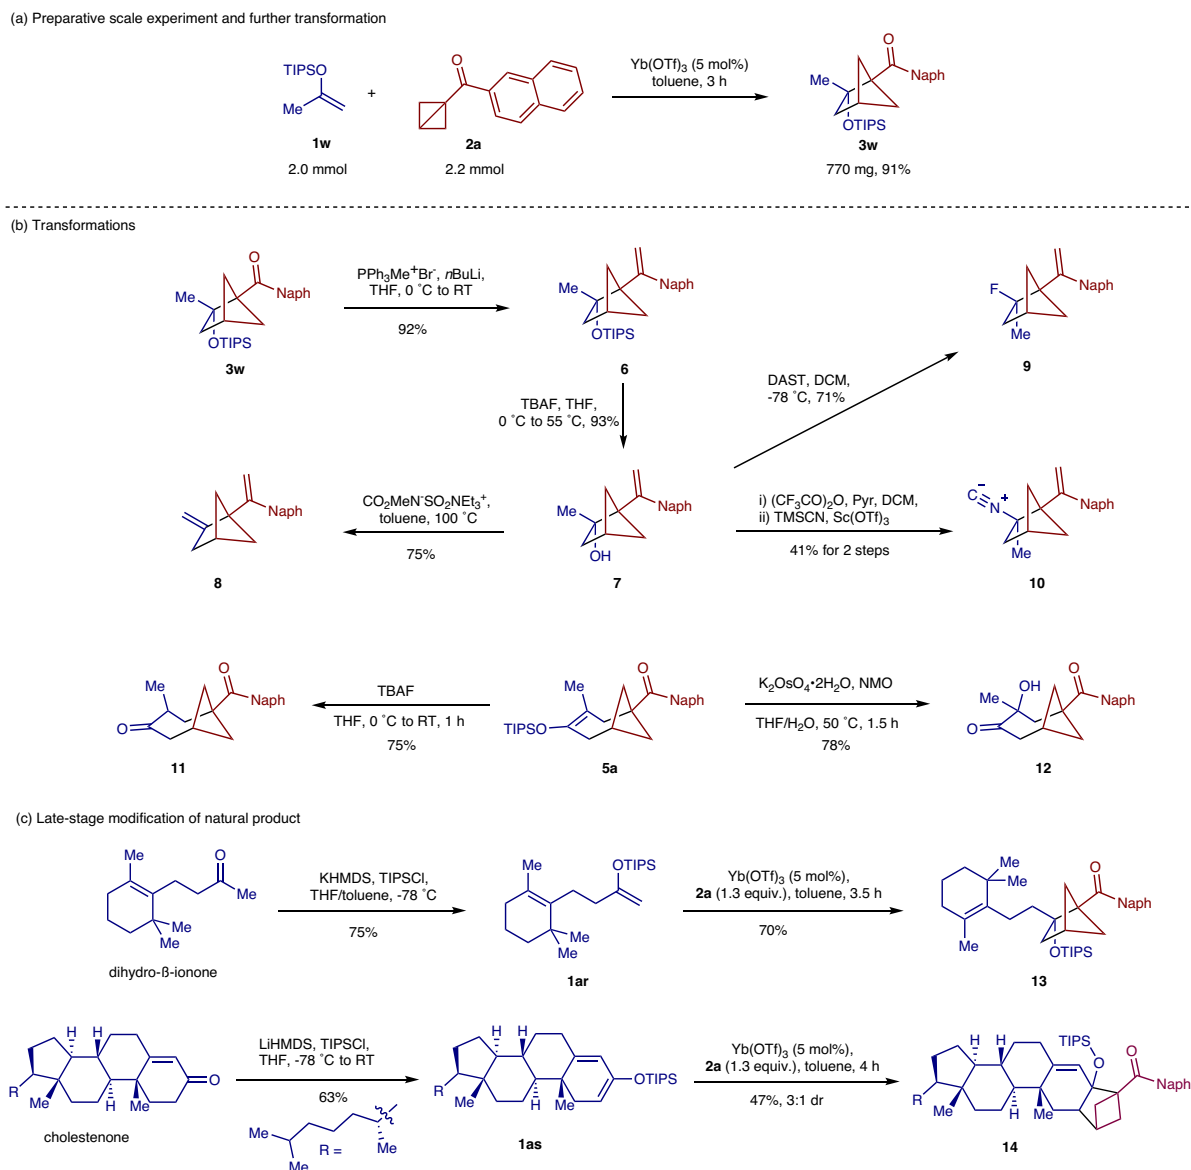 (a) Preparative scale experiment and further transformation
TIPSO
Me
1w
2.0 mmol
+
O
2a
2.2 mmol
Yb(OTf)3 (5 mol%)
toluene, 3 h
O
Me
Naph
OTIPS
3w
770 mg, 91%
(b) Transformations
O
Me
Naph
OTIPS
3w
PPh3Me+Br-, nBuLi,
THF, 0 ˚C to RT
92%
Me
Naph
OTIPS
6
F
Naph
Me
9
TBAF, THF,
0 ˚C to 55 ˚C, 93%
DAST, DCM,
-78 ˚C, 71%
Naph
8
CO2MeN-SO2NEt3+,
toluene, 100 ˚C
75%
Me
Naph
OH
7
i) (CF3CO)2O, Pyr, DCM,
ii) TMSCN, Sc(OTf)3
41% for 2 steps
C≡N
- +
Naph
Me
10
Me
O
Naph
O
11
TBAF
THF, 0 ˚C to RT, 1 h
75%
Me
O
Naph
TIPSO
5a
K2OsO4•2H2O, NMO
THF/H2O, 50 ˚C, 1.5 h
78%
OH
Me
O
Naph
O
12
(c) Late-stage modification of natural product
Me
O
Me
Me
Me
dihydro-ß-ionone
KHMDS, TIPSCl,
THF/toluene, -78 ˚C
75%
Me
OTIPS
Me
Me
1ar
Yb(OTf)3 (5 mol%),
2a (1.3 equiv.), toluene, 3.5 h
70%
Me
Me
Me
O
Naph
OTIPS
13
H
H
H
R
Me
Me
O
cholestenone
LiHMDS, TIPSCl,
THF, -78 ˚C to RT
63%
Me
Me
R =
Me
H
H
H
R
Me
Me
OTIPS
1as
Yb(OTf)3 (5 mol%),
2a (1.3 equiv.), toluene, 4 h
47%, 3:1 dr
TIPS
O
H
H
H
R
Me
Me
O
Naph
14